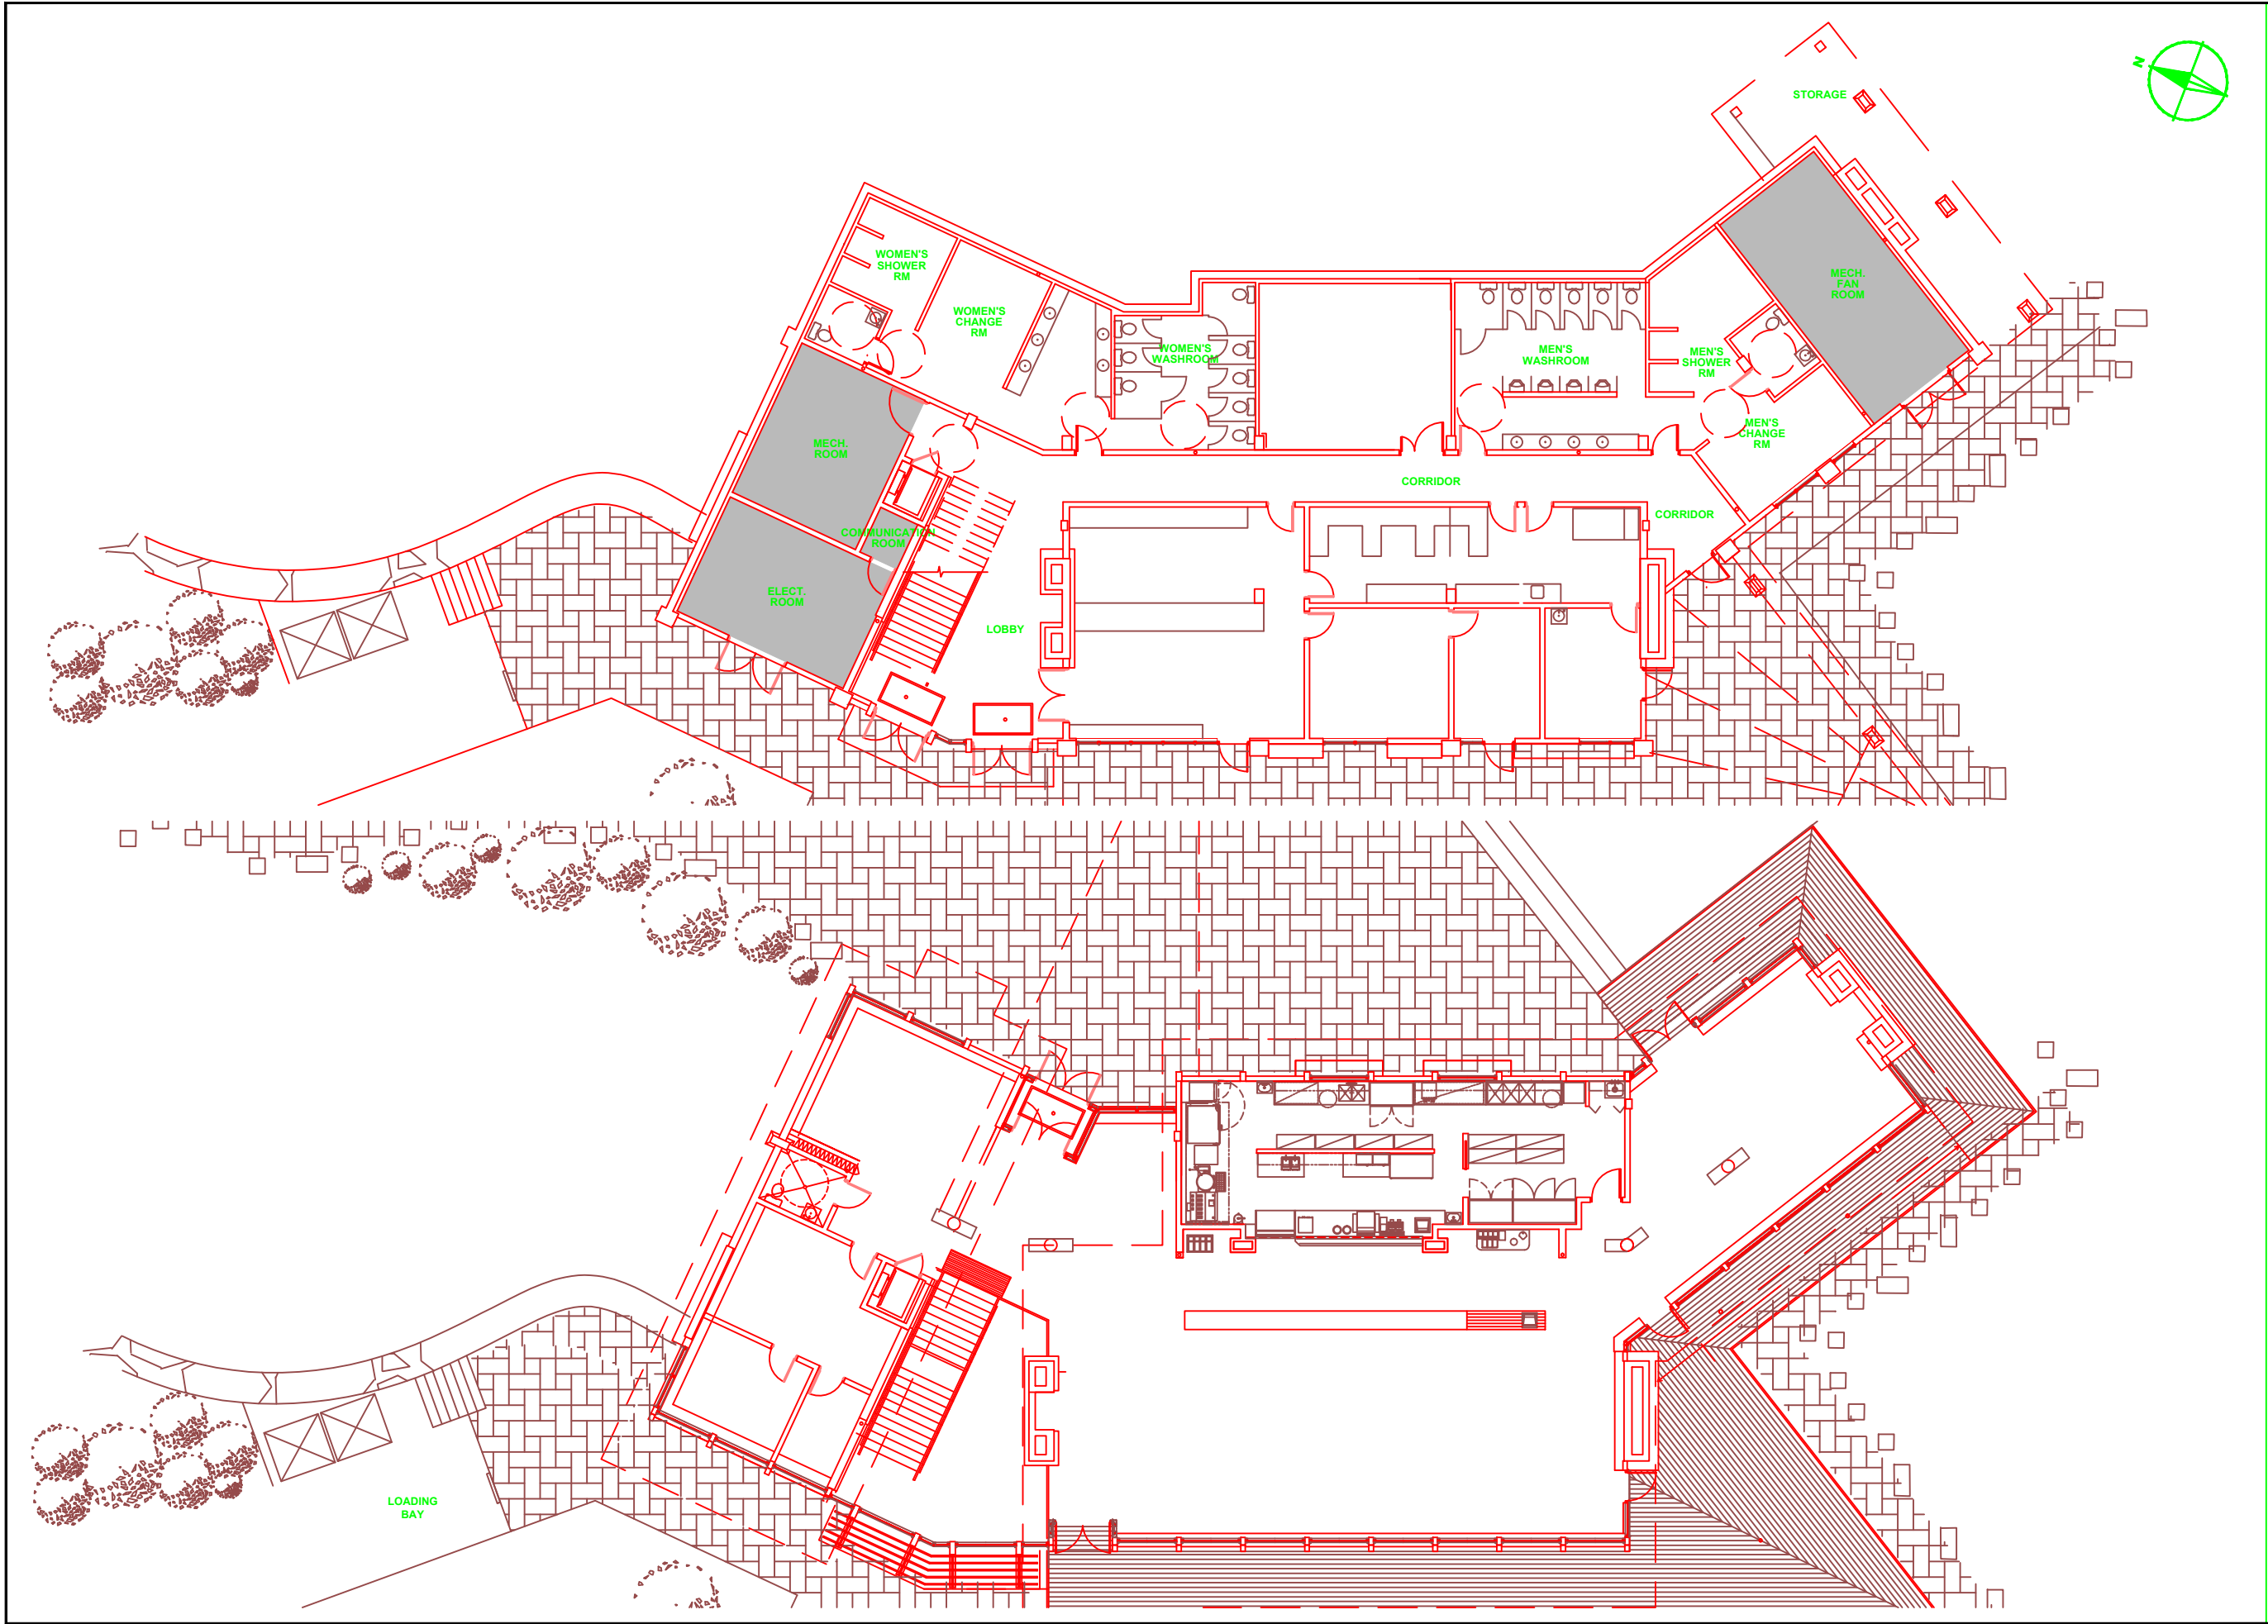 N
STORAGE
WOMEN'S
SHOWER
RM
MECH.
FAN
ROOM
WOMEN'S
CHANGE
RM
WOMEN'S
WASHROOM
MEN'S
WASHROOM
MEN'S
SHOWER
RM
MEN'S
CHANGE
RM
MECH.
ROOM
CORRIDOR
CORRIDOR
COMMUNICATION
ROOM
ELECT.
ROOM
LOBBY
LOADING
BAY